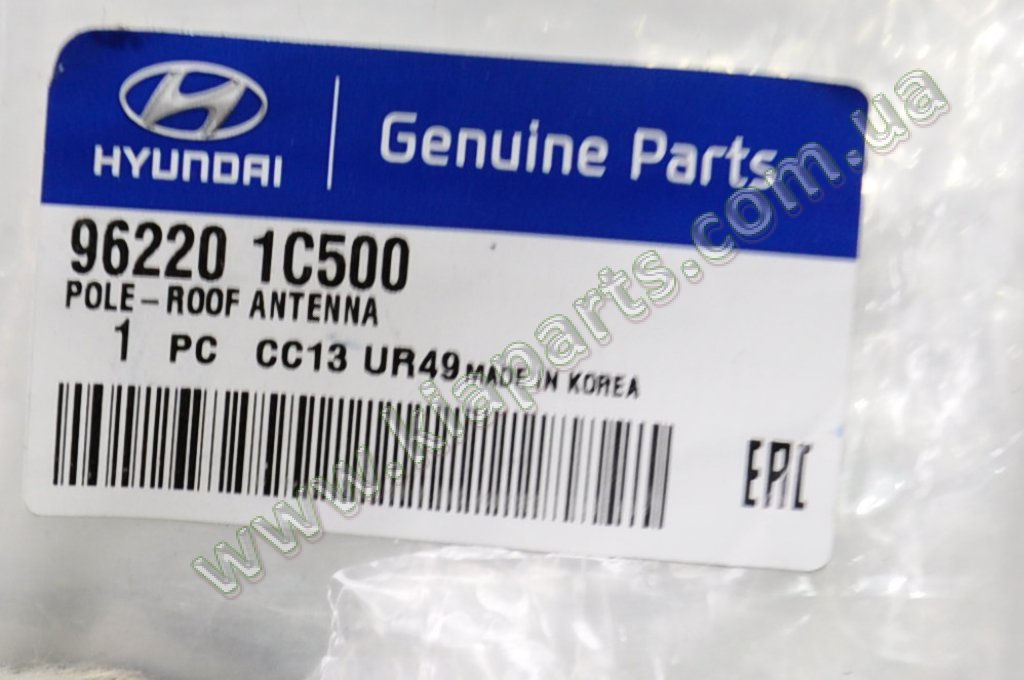 HYUNDAI
Genuine Parts
96220 1C500
POLE-ROOF ANTENNA
1 PC CC13 UR49 MADE IN KOREA
EAC
www.kiaparts.com.ua